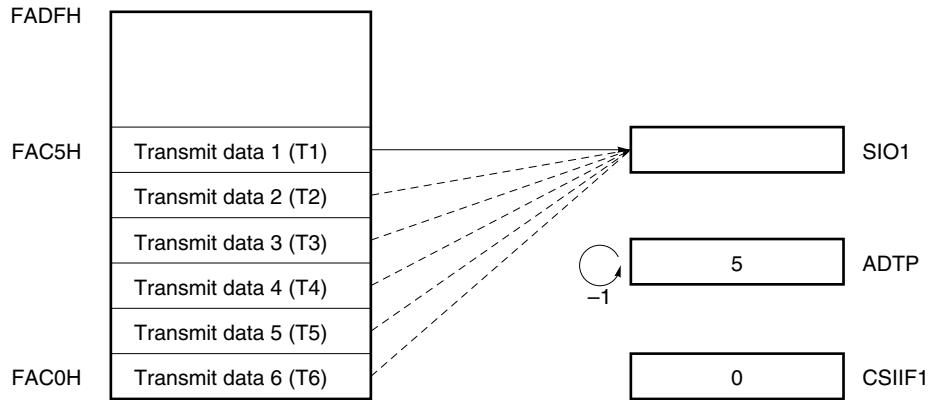 FADFH
FAC5H Transmit data 1 (T1) SIO1
Transmit data 2 (T2)
Transmit data 3 (T3) 5 ADTP
Transmit data 4 (T4) –1
Transmit data 5 (T5)
FAC0H Transmit data 6 (T6) 0 CSIIF1